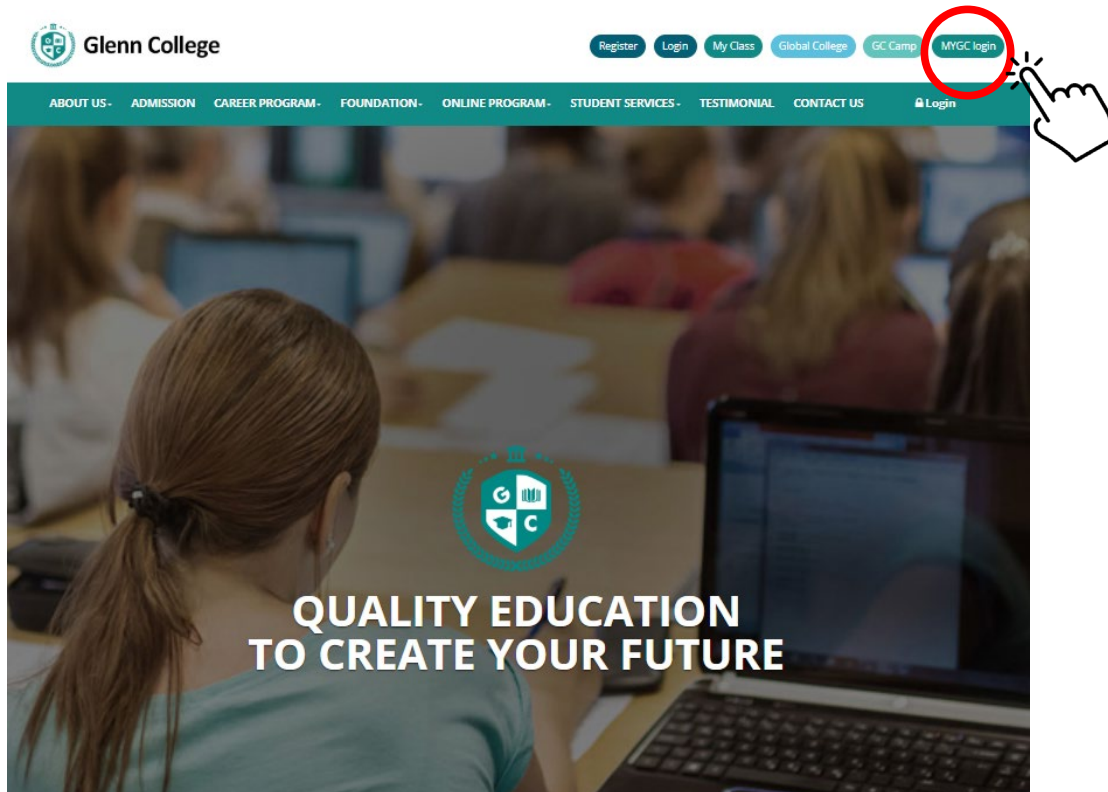 Glenn College
Register Login My Class Global College GC Camp MYGC login
ABOUT US ADMISSION CAREER PROGRAM FOUNDATION ONLINE PROGRAM STUDENT SERVICES TESTIMONIAL CONTACT US Login
G
C
QUALITY EDUCATION
TO CREATE YOUR FUTURE